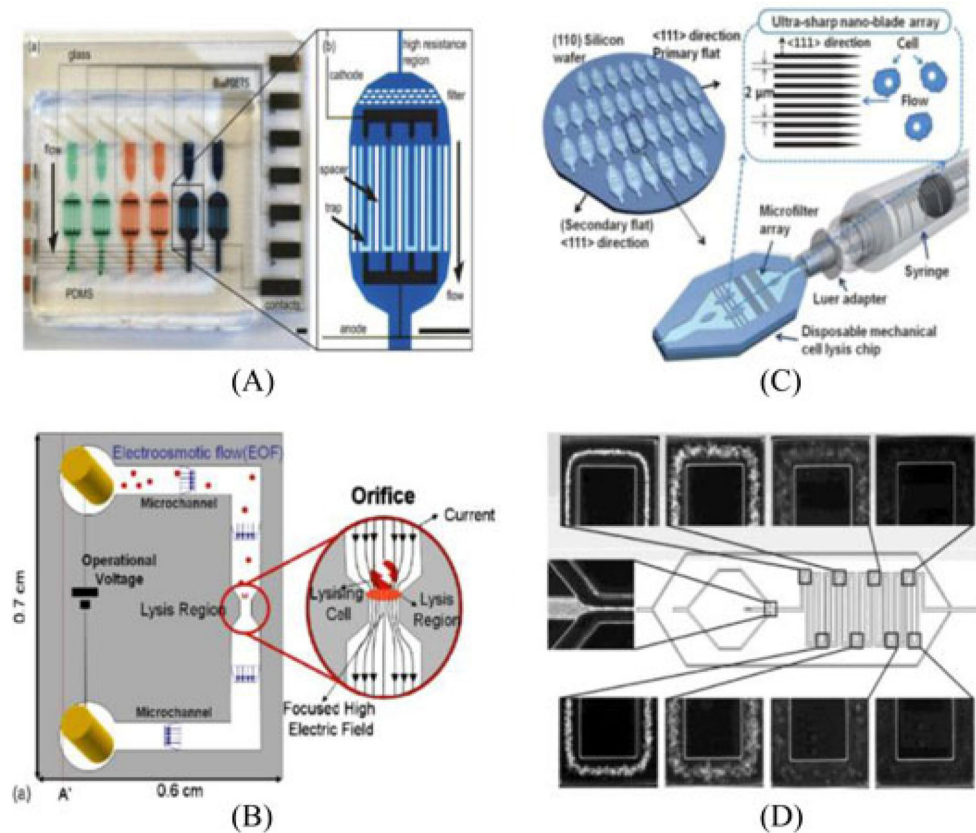 (a)
glass
BioPOETS
flow
PDMS
contacts
(b)
high resistance
region
cathode
filter
spacer
trap
flow
anode
(A)
(110) Silicon
wafer
<111> direction
Primary flat
(Secondary flat)
<111> direction
Ultra-sharp nano-blade array
<111> direction
Cell
2 μm
Flow
Microfilter
array
Syringe
Luer adapter
Disposable mechanical
cell lysis chip
(C)
Electroosmotic flow(EOF)
Microchannel
Operational
Voltage
Lysis Region
Microchannel
0.7 cm
0.6 cm
(a)
A'
Orifice
Current
Lysising
Cell
Lysis
Region
Focused High
Electric Field
(B)
(D)